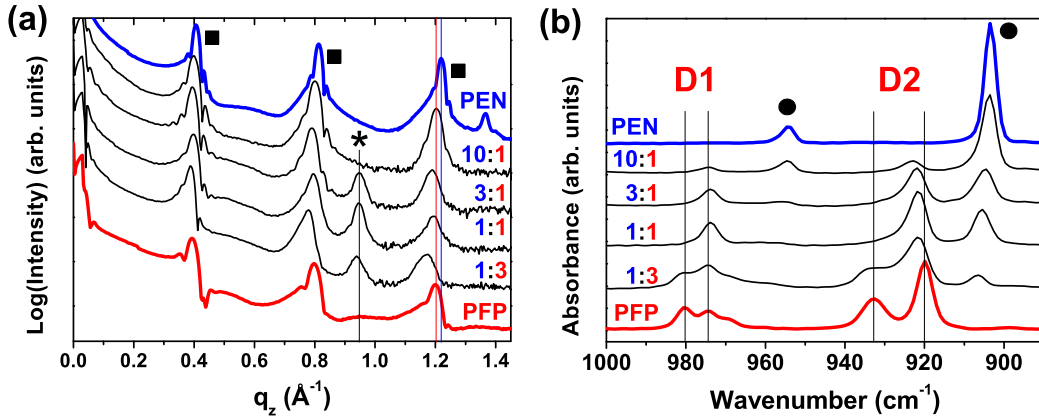 (a)
Log(Intensity) (arb. units)
PEN
*
10:1
3:1
1:1
1:3
PFP
0.0 0.2 0.4 0.6 0.8 1.0 1.2 1.4
q_z (Å⁻¹)
(b)
Absorbance (arb. units)
D1 D2
PEN
10:1
3:1
1:1
1:3
PFP
1000 980 960 940 920 900
Wavenumber (cm⁻¹)